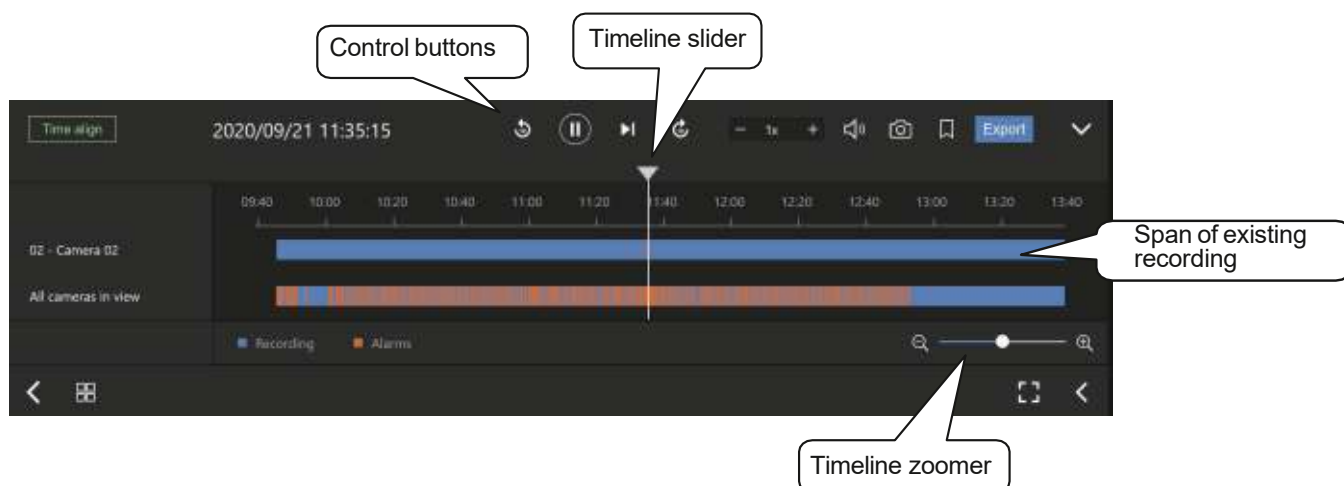 Control buttons
Timeline slider
Time align
2020/09/21 11:35:15
− 1x +
Export
09:40 10:00 10:20 10:40 11:00 11:20 11:40 12:00 12:20 12:40 13:00 13:20 13:40
02 - Camera 02
Span of existing
recording
All cameras in view
Recording Alarms
Timeline zoomer